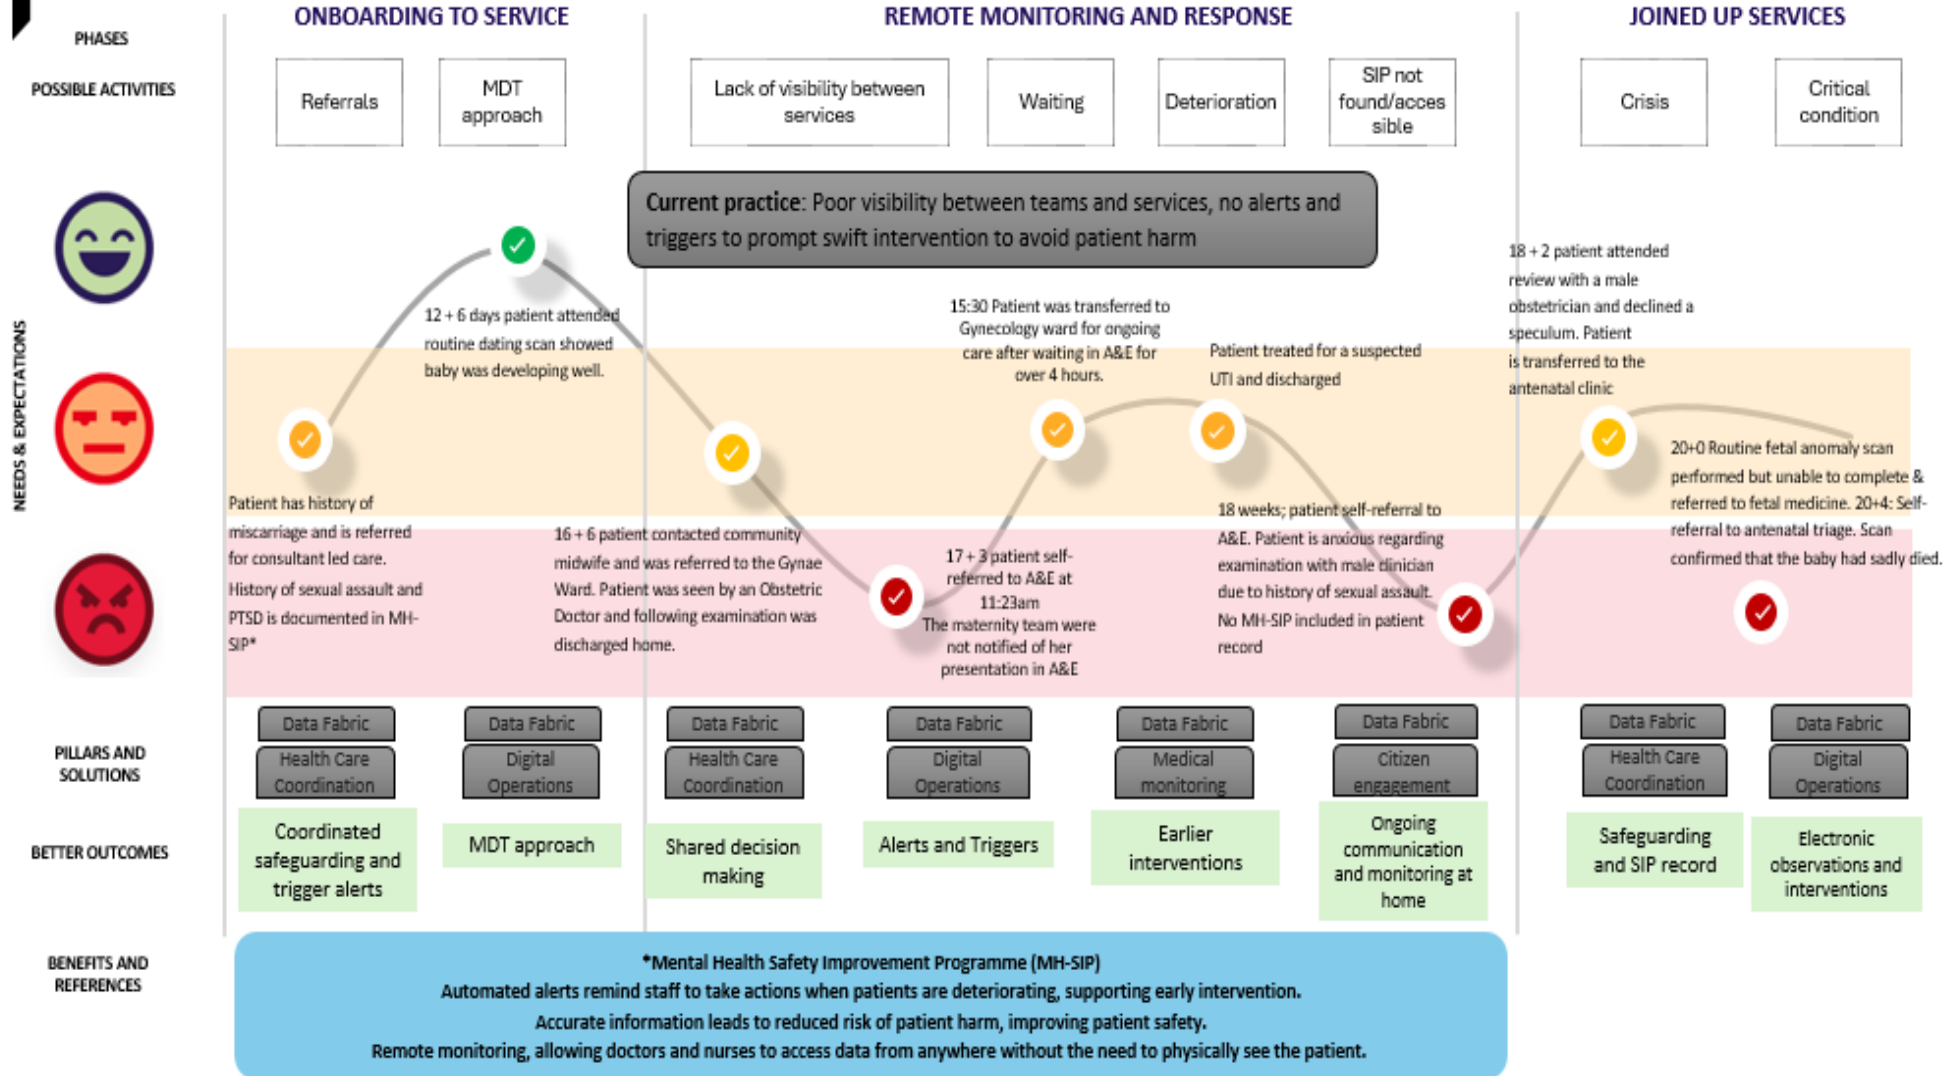 ONBOARDING TO SERVICE
REMOTE MONITORING AND RESPONSE
JOINED UP SERVICES
PHASES
POSSIBLE ACTIVITIES
Referrals
MDT
approach
Lack of visibility between
services
Waiting
Deterioration
SIP not
found/acces
sible
Crisis
Critical
condition
Current practice: Poor visibility between teams and services, no alerts and
triggers to prompt swift intervention to avoid patient harm
NEEDS & EXPECTATIONS
Patient has history of
miscarriage and is referred
for consultant led care.
History of sexual assault and
PTSD is documented in MH-
SIP*
12 + 6 days patient attended
routine dating scan showed
baby was developing well.
16 + 6 patient contacted community
midwife and was referred to the Gynae
Ward. Patient was seen by an Obstetric
Doctor and following examination was
discharged home.
17 + 3 patient self-
referred to A&E at
11:23am
The maternity team were
not notified of her
presentation in A&E
15:30 Patient was transferred to
Gynecology ward for ongoing
care after waiting in A&E for
over 4 hours.
Patient treated for a suspected
UTI and discharged
18 weeks; patient self-referral to
A&E. Patient is anxious regarding
examination with male clinician
due to history of sexual assault.
No MH-SIP included in patient
record
18 + 2 patient attended
review with a male
obstetrician and declined a
speculum. Patient
is transferred to the
antenatal clinic
20+0 Routine fetal anomaly scan
performed but unable to complete &
referred to fetal medicine. 20+4: Self-
referral to antenatal triage. Scan
confirmed that the baby had sadly died.
PILLARS AND
SOLUTIONS
Data Fabric
Health Care
Coordination
Data Fabric
Digital
Operations
Data Fabric
Health Care
Coordination
Data Fabric
Digital
Operations
Data Fabric
Medical
monitoring
Data Fabric
Citizen
engagement
Data Fabric
Health Care
Coordination
Data Fabric
Digital
Operations
BETTER OUTCOMES
Coordinated
safeguarding and
trigger alerts
MDT approach
Shared decision
making
Alerts and Triggers
Earlier
interventions
Ongoing
communication
and monitoring at
home
Safeguarding
and SIP record
Electronic
observations and
interventions
BENEFITS AND
REFERENCES
*Mental Health Safety Improvement Programme (MH-SIP)
Automated alerts remind staff to take actions when patients are deteriorating, supporting early intervention.
Accurate information leads to reduced risk of patient harm, improving patient safety.
Remote monitoring, allowing doctors and nurses to access data from anywhere without the need to physically see the patient.